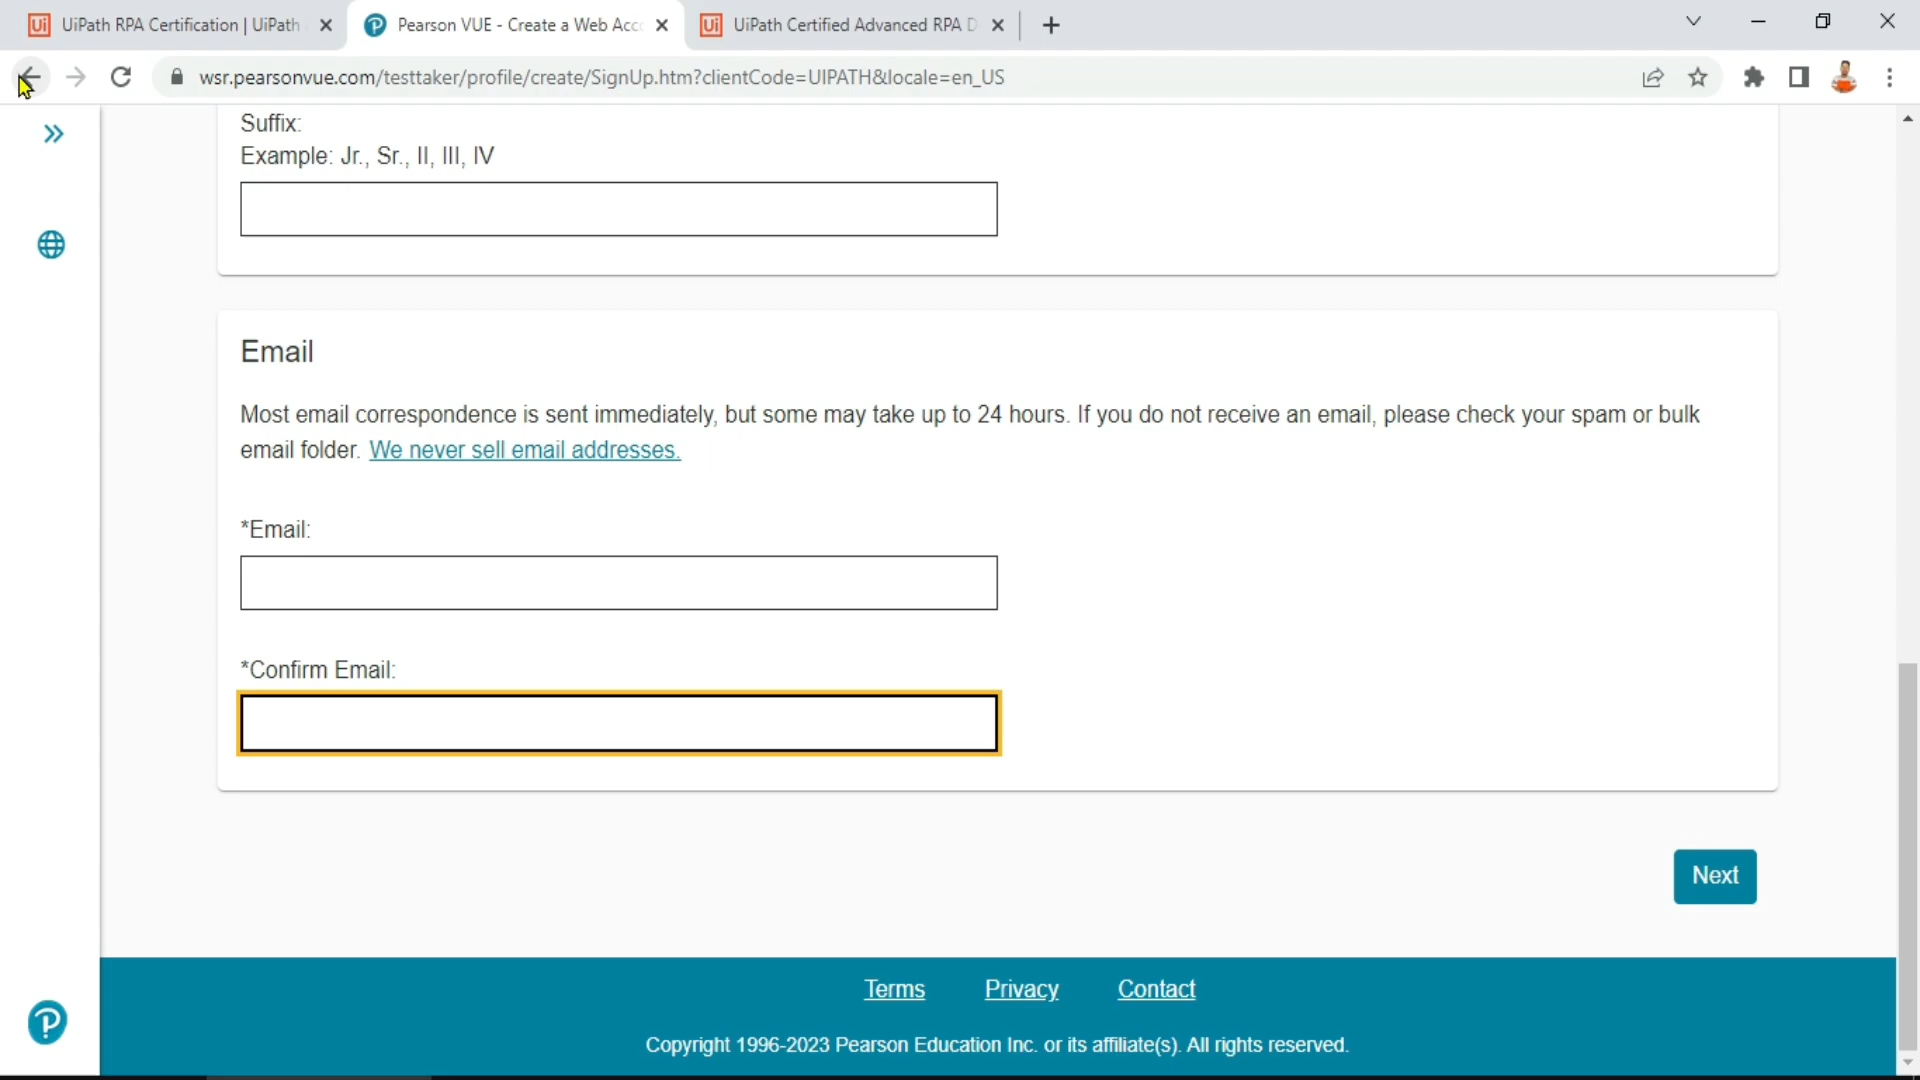 UiPath RPA Certification | UiPath
Pearson VUE - Create a Web Acc
UiPath Certified Advanced RPA D
wsr.pearsonvue.com/testtaker/profile/create/SignUp.htm?clientCode=UIPATH&locale=en_US
Suffix:
Example: Jr., Sr., II, III, IV
Email
Most email correspondence is sent immediately, but some may take up to 24 hours. If you do not receive an email, please check your spam or bulk
email folder. We never sell email addresses.
*Email:
*Confirm Email:
Next
Terms Privacy Contact
Copyright 1996-2023 Pearson Education Inc. or its affiliate(s). All rights reserved.